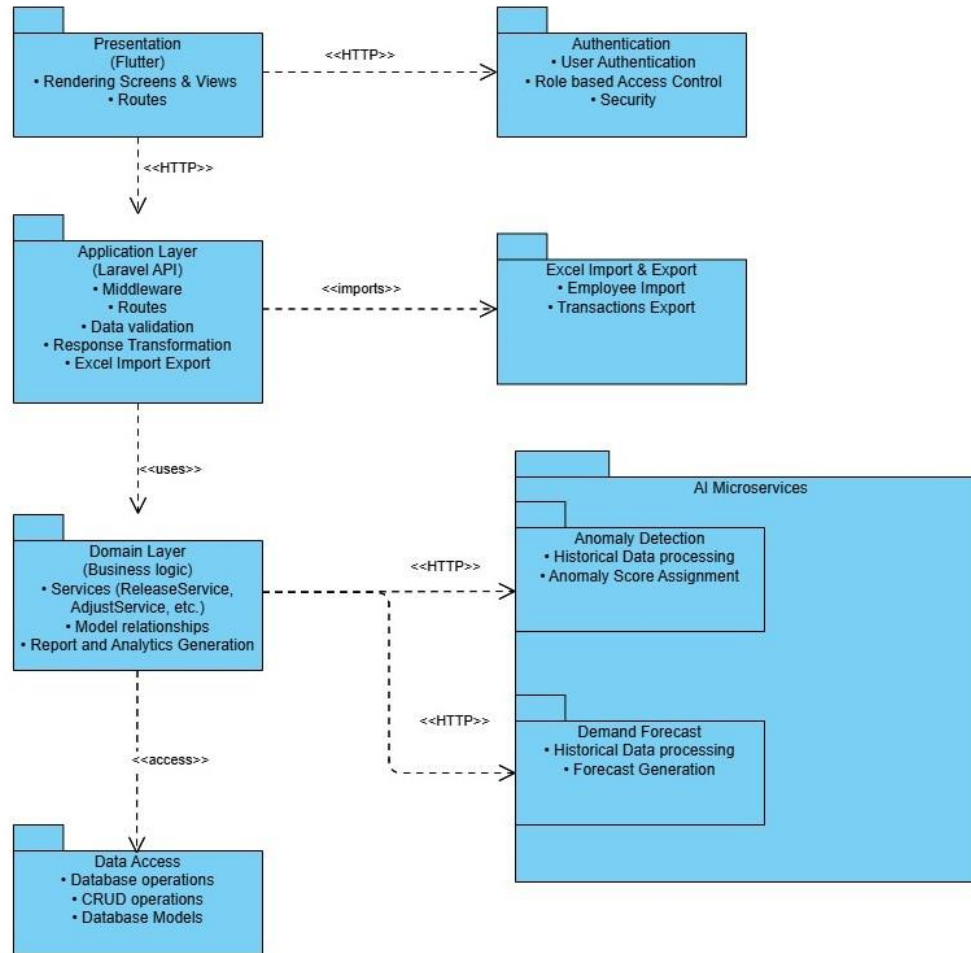 Presentation
(Flutter)
• Rendering Screens & Views
• Routes
<<HTTP>>
Authentication
• User Authentication
• Role based Access Control
• Security
<<HTTP>>
Application Layer
(Laravel API)
• Middleware
• Routes
• Data validation
• Response Transformation
• Excel Import Export
<<imports>>
Excel Import & Export
• Employee Import
• Transactions Export
<<uses>>
AI Microservices
Domain Layer
(Business logic)
• Services (ReleaseService,
AdjustService, etc.)
• Model relationships
• Report and Analytics Generation
<<HTTP>>
Anomaly Detection
• Historical Data processing
• Anomaly Score Assignment
<<HTTP>>
Demand Forecast
• Historical Data processing
• Forecast Generation
<<access>>
Data Access
• Database operations
• CRUD operations
• Database Models